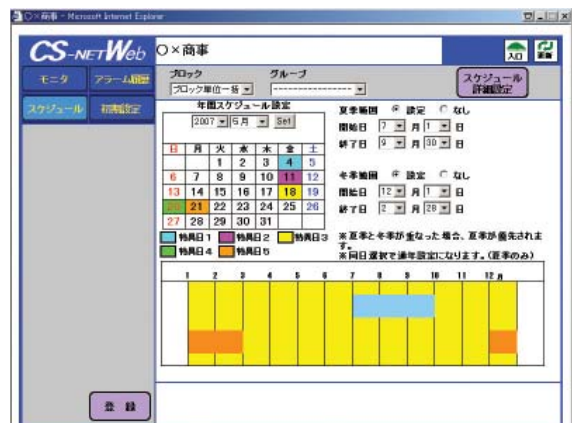 ○×商事 - Microsoft Internet Explorer
CS-NETWeb
○×商事
入口
モニタ
アラーム履歴
ブロック
グループ
スケジュール
詳細設定
ブロック単位一括
-----------------
スケジュール
初期設定
年間スケジュール設定
2007 5月 Set
日 月 火 水 木 金 土
1 2 3 4 5
6 7 8 9 10 11 12
13 14 15 16 17 18 19
20 21 22 23 24 25 26
27 28 29 30 31
特異日1 特異日2 特異日3
特異日4 特異日5
夏季範囲 設定 なし
開始日 7 月 1 日
終了日 9 月 30 日
冬季範囲 設定 なし
開始日 12 月 1 日
終了日 2 月 28 日
※夏季と冬季が重なった場合、夏季が優先されま
す。
※同日選択で通年設定になります。(夏季のみ)
1 2 3 4 5 6 7 8 9 10 11 12 月
登 録